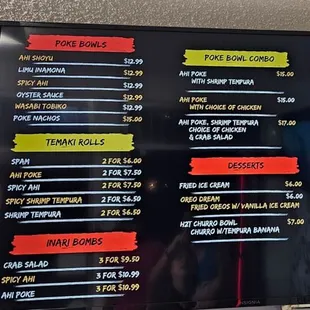 POKE BOWLS
AHI SHOYU $12.99
LIMU INAMONA $12.99
SPICY AHI $12.99
OYSTER SAUCE $12.99
WASABI TOBIKO $12.99
POKE NACHOS $15.00
TEMAKI ROLLS
SPAM 2 FOR $6.00
AHI POKE 2 FOR $7.50
SPICY AHI 2 FOR $7.50
SPICY SHRIMP TEMPURA 2 FOR $6.50
SHRIMP TEMPURA 2 FOR $6.50
INARI BOMBS
CRAB SALAD 3 FOR $9.50
SPICY AHI 3 FOR $10.99
AHI POKE 3 FOR $10.99
POKE BOWL COMBO
AHI POKE $15.00
WITH SHRIMP TEMPURA
AHI POKE $15.00
WITH CHOICE OF CHICKEN
AHI POKE, SHRIMP TEMPURA $17.00
CHOICE OF CHICKEN
& CRAB SALAD
DESSERTS
FRIED ICE CREAM $6.00
OREO DREAM $6.00
FRIED OREOS W/ VANILLA ICE CREAM
H2T CHURRO BOWL $7.00
CHURRO W/TEMPURA BANANA